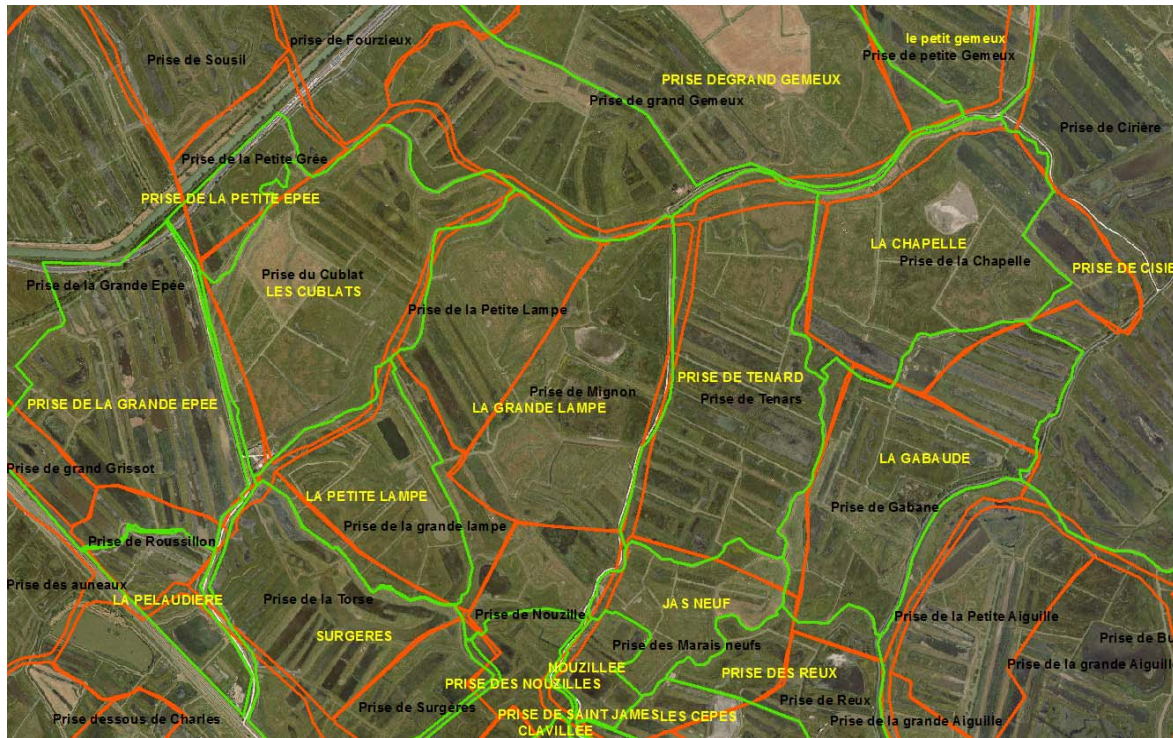 prise de Fourzieux
le petit gemeux
Prise de Sousil
Prise de petite Gemeux
PRISE DEGRAND GEMEUX
Prise de grand Gemeux
Prise de Cirière
Prise de la Petite Grée
PRISE DE LA PETITE EPEE
LA CHAPELLE
Prise de la Chapelle
PRISE DE CISIE
Prise du Cublat
Prise de la Grande Epée
LES CUBLATS
Prise de la Petite Lampe
PRISE DE TENARD
Prise de Mignon
Prise de Tenars
PRISE DE LA GRANDE EPEE
LA GRANDE LAMPE
LA GABAUDE
Prise de grand Grissot
LA PETITE LAMPE
Prise de Gabane
Prise de la grande lampe
Prise de Roussillon
Prise des auneaux
LA PELAUDIERE
Prise de la Torse
JAS NEUF
Prise de Nouzille
Prise de la Petite Aiguille
SURGERES
Prise des Marais neufs
Prise de Bu
Prise de la grande Aiguille
NOUZILLEE
PRISE DES REUX
PRISE DES NOUZILLES
Prise de Reux
Prise de Surgères
PRISE DE SAINT JAMES
LES CEPES
Prise dessous de Charles
Prise de la grande Aiguille
CLAVILLEE